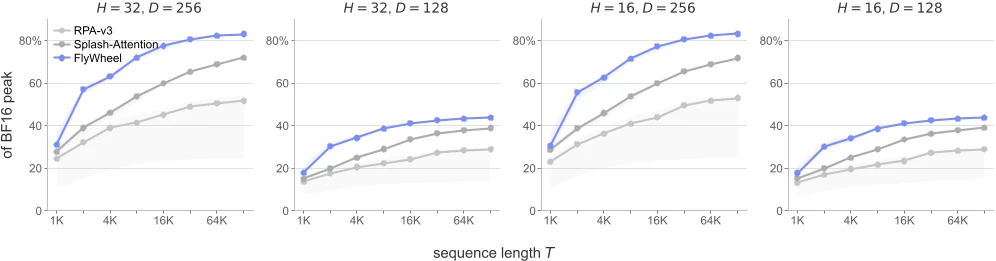 H = 32, D = 256
H = 32, D = 128
H = 16, D = 256
H = 16, D = 128
RPA-v3
Splash-Attention
FlyWheel
of BF16 peak
80%
60
40
20
0
1K 4K 16K 64K
80%
60
40
20
0
1K 4K 16K 64K
80%
60
40
20
0
1K 4K 16K 64K
80%
60
40
20
0
1K 4K 16K 64K
sequence length T